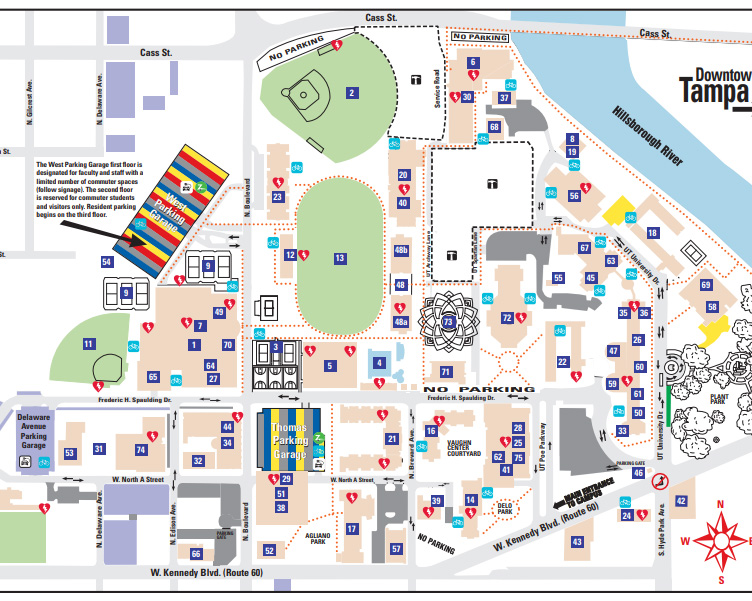 Cass St.
Cass St.
Cass St.
NO PARKING
NO PARKING
Downtown
Tampa
N. Gilcrest Ave.
N. Delaware Ave.
Service Road
Hillsborough River
6
2
30
37
68
8
19
St.
The West Parking Garage first floor is
designated for faculty and staff with a
limited number of commuter spaces
(follow signage). The second floor
is reserved for commuter students
and visitors only. Resident parking
begins on the third floor.
West
Parking
Garage
N. Boulevard
23
20
40
56
18
St.
54
9
9
12
13
48b
48
48a
67
63
UT University Dr.
55
45
69
58
49
7
1
70
64
65
27
11
3
5
4
73
72
71
35
36
26
22
47
60
59
61
50
33
PLANT
PARK
NO PARKING
Frederic H. Spaulding Dr.
Frederic H. Spaulding Dr.
Delaware
Avenue
Parking
Garage
53
31
74
44
34
32
Thomas
Parking
Garage
21
N. Brevard Ave.
16
VAUGHN
CENTER
COURTYARD
28
25
62
75
41
UT Poe Parkway
UT University Dr.
PARKING GATE
46
W. North A Street
W. North A Street
29
51
38
N. Delaware Ave.
N. Edison Ave.
N. Boulevard
PARKING
GATE
66
52
AGLIANO
PARK
17
57
39
14
DELO
PARK
NO PARKING
MAIN ENTRANCE
TO CAMPUS
W. Kennedy Blvd. (Route 60)
W. Kennedy Blvd. (Route 60)
43
24
42
S. Hyde Park Ave.
N
W
E
S